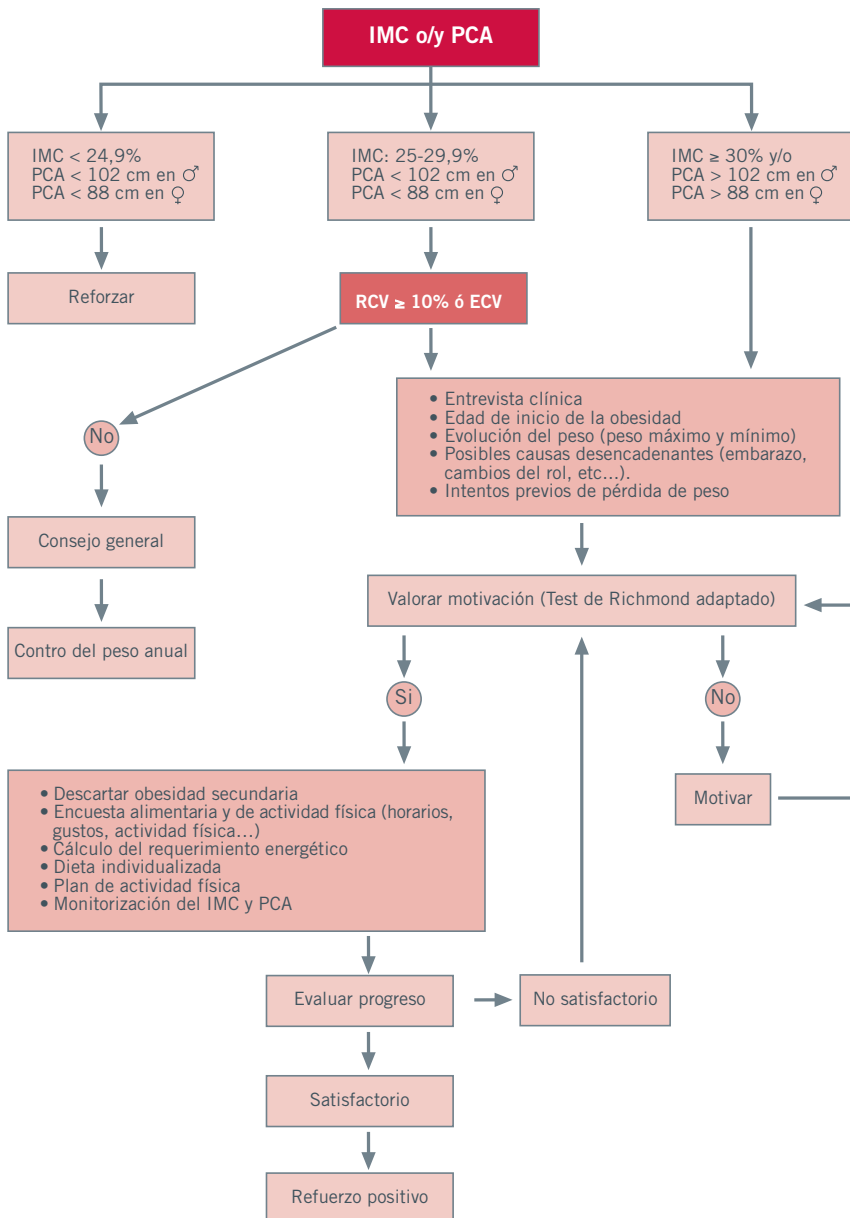 IMC o/y PCA
IMC < 24,9%
PCA < 102 cm en ♂
PCA < 88 cm en ♀
IMC: 25-29,9%
PCA < 102 cm en ♂
PCA < 88 cm en ♀
IMC ≥ 30% y/o
PCA > 102 cm en ♂
PCA > 88 cm en ♀
Reforzar
RCV ≥ 10% ó ECV
No
• Entrevista clínica
• Edad de inicio de la obesidad
• Evolución del peso (peso máximo y mínimo)
• Posibles causas desencadenantes (embarazo,
cambios del rol, etc...).
• Intentos previos de pérdida de peso
Consejo general
Contro del peso anual
Valorar motivación (Test de Richmond adaptado)
Si
No
• Descartar obesidad secundaria
• Encuesta alimentaria y de actividad física (horarios,
gustos, actividad física...)
• Cálculo del requerimiento energético
• Dieta individualizada
• Plan de actividad física
• Monitorización del IMC y PCA
Motivar
Evaluar progreso
No satisfactorio
Satisfactorio
Refuerzo positivo